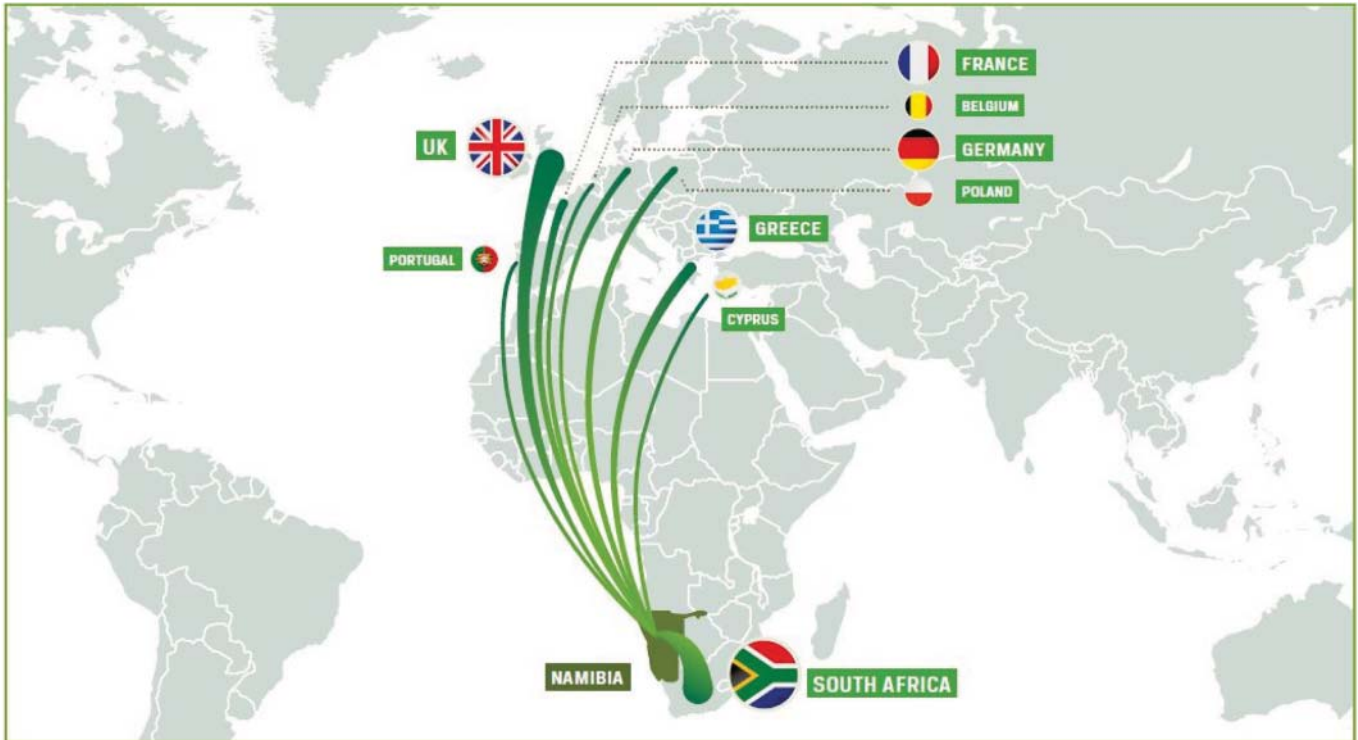 FRANCE
BELGIUM
UK
GERMANY
POLAND
GREECE
PORTUGAL
CYPRUS
NAMIBIA
SOUTH AFRICA